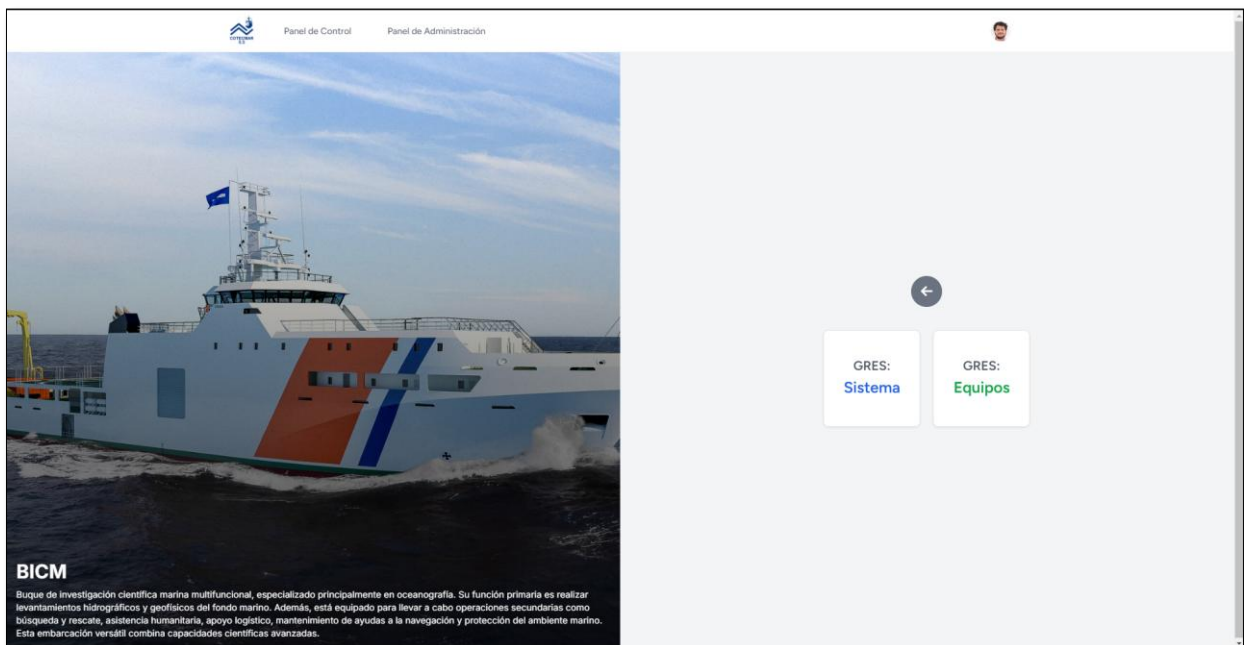 COTECMAR
Panel de Control
Panel de Administración
GRES:
Sistema
GRES:
Equipos
BICM
Buque de investigación científica marina multifuncional, especializado principalmente en oceanografía. Su función primaria es realizar
levantamientos hidrográficos y geofísicos del fondo marino. Además, está equipado para llevar a cabo operaciones secundarias como
búsqueda y rescate, asistencia humanitaria, apoyo logístico, mantenimiento de ayudas a la navegación y protección del ambiente marino.
Esta embarcación versátil combina capacidades científicas avanzadas.